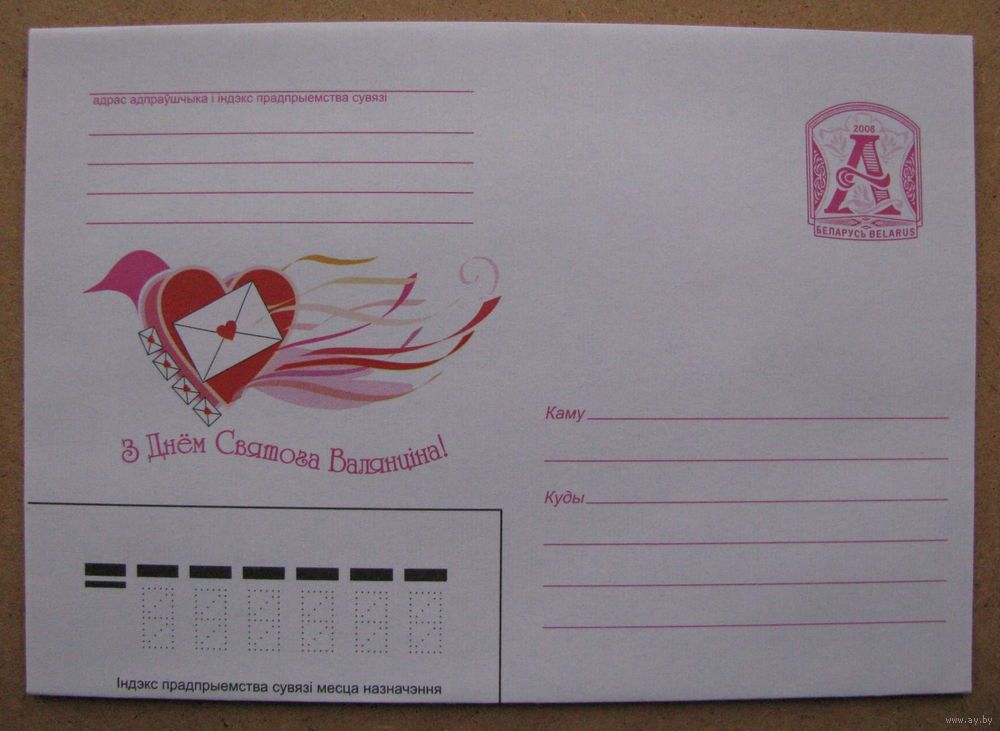 адрас адпраўшчыка і індэкс прадпрыемства сувязі
2008
А
БЕЛАРУСЬ BELARUS
З Днём Святога Валянціна!
Каму
Куды
Індэкс прадпрыемства сувязі месца назначэння
www.ay.by